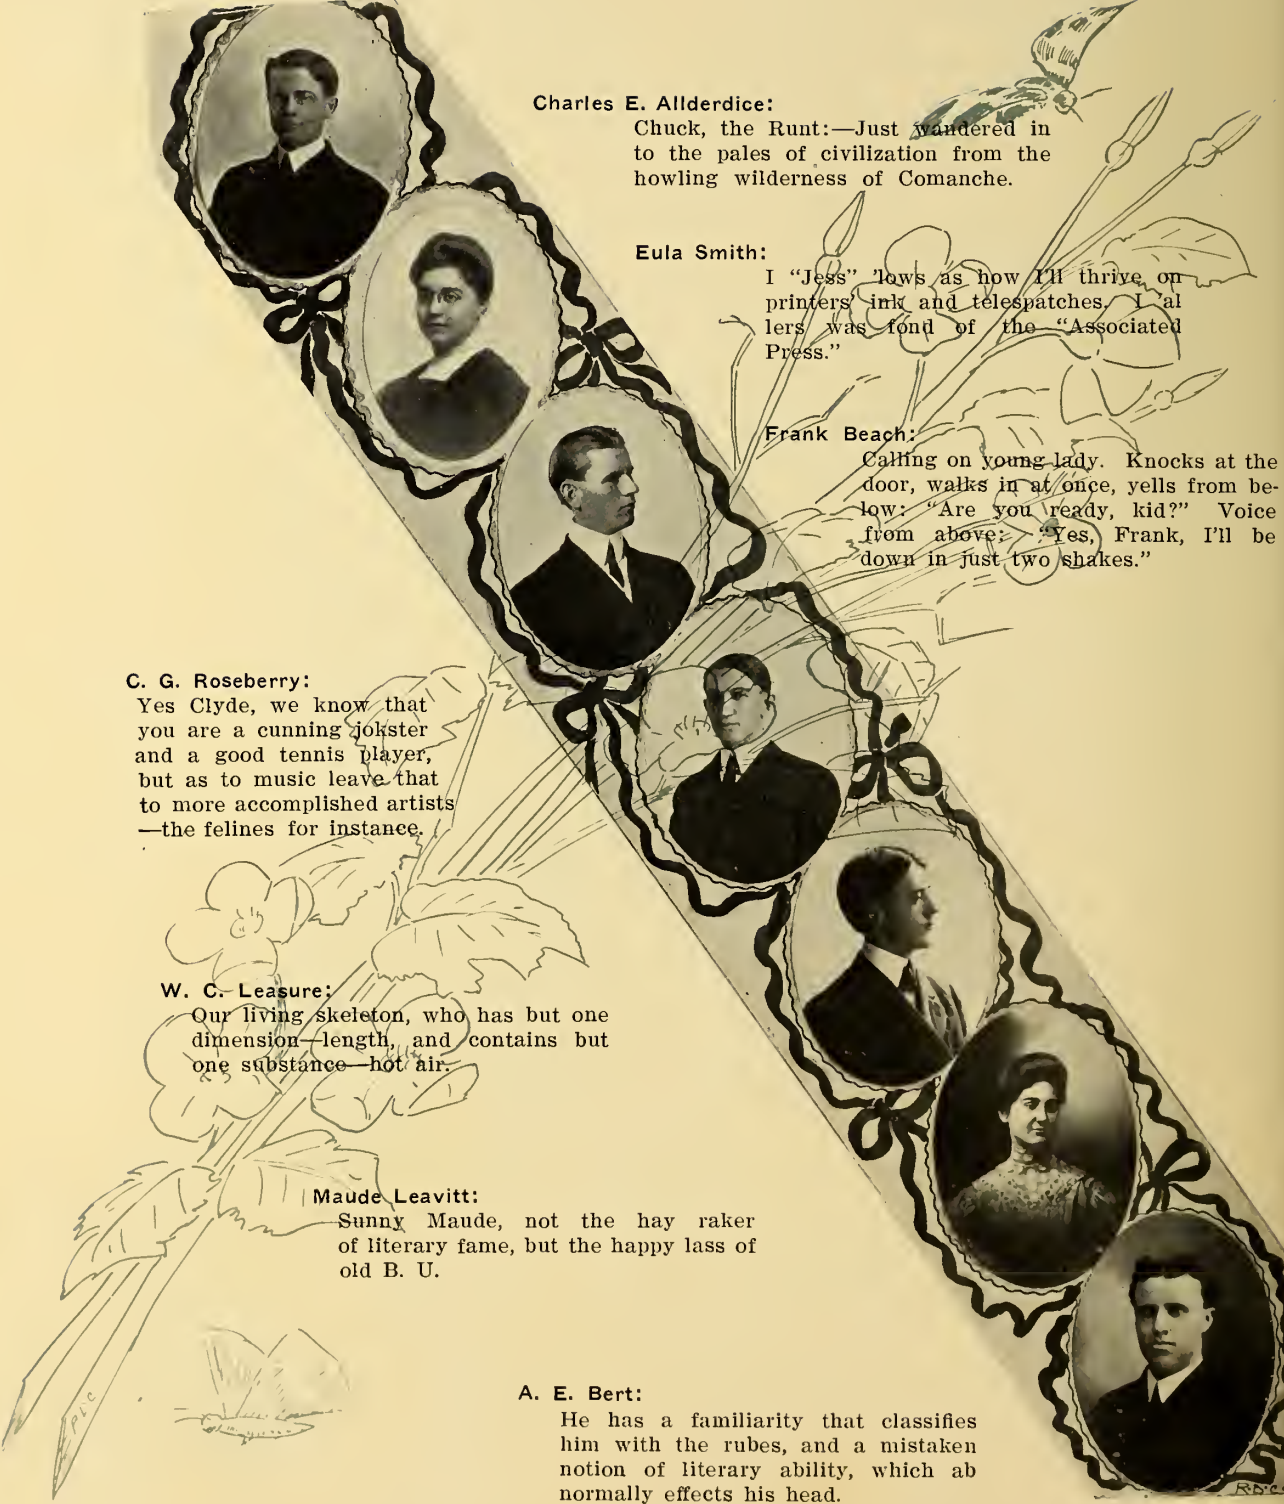 Charles E. Allderdice:
Chuck, the Runt:—Just wandered in
to the pales of civilization from the
howling wilderness of Comanche.
Eula Smith:
I “Jess” ’lows as how I’ll thrive on
printers’ ink and telespatches. I ’al
lers was fond of the “Associated
Press.”
Frank Beach:
Calling on young lady. Knocks at the
door, walks in at once, yells from be-
low: “Are you ready, kid?” Voice
from above: “Yes, Frank, I’ll be
down in just two shakes.”
C. G. Roseberry:
Yes Clyde, we know that
you are a cunning jokster
and a good tennis player,
but as to music leave that
to more accomplished artists
—the felines for instance.
W. C. Leasure:
Our living skeleton, who has but one
dimension—length, and contains but
one substance—hot air.
Maude Leavitt:
Sunny Maude, not the hay raker
of literary fame, but the happy lass of
old B. U.
A. E. Bert:
He has a familiarity that classifies
him with the rubes, and a mistaken
notion of literary ability, which ab
normally effects his head.
R.D.C.